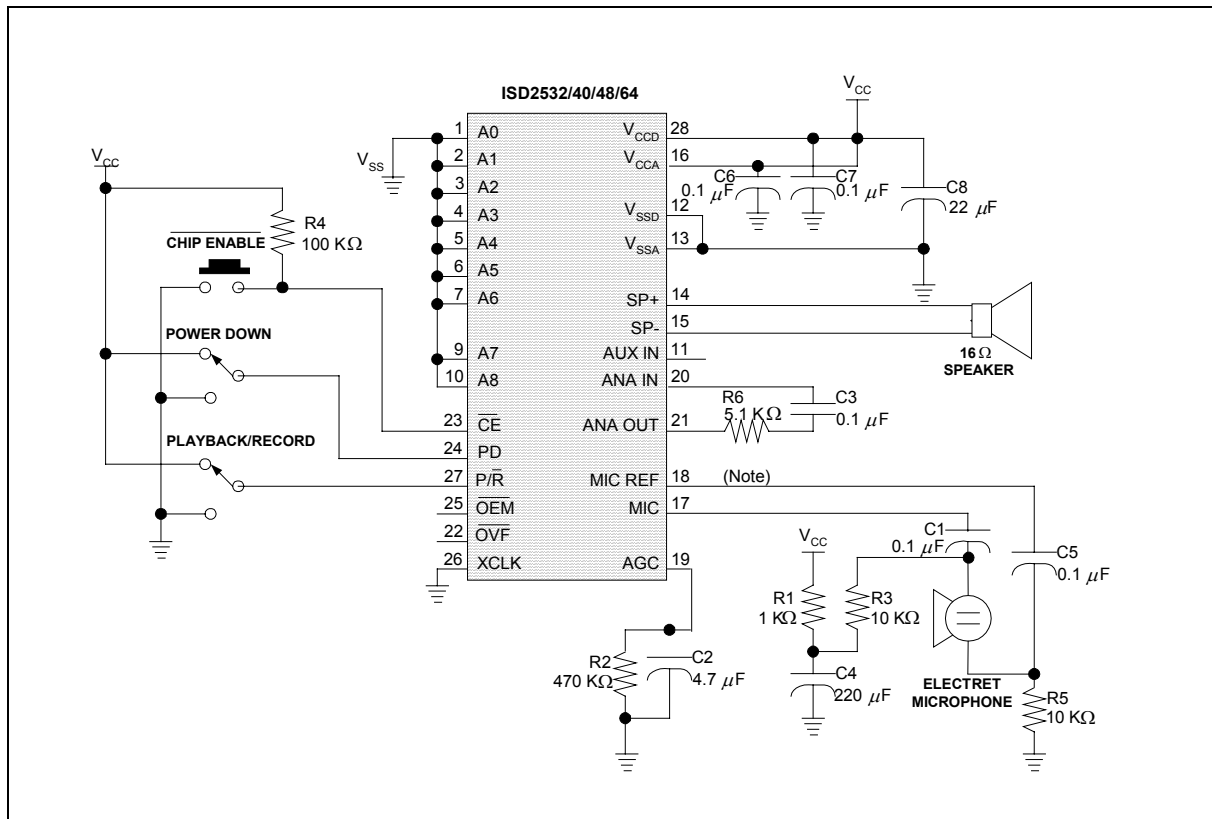 ISD2532/40/48/64
V_CC
V_SS
1 A0
2 A1
3 A2
4 A3
5 A4
6 A5
7 A6
9 A7
10 A8
23 C̅E̅
24 PD
27 P/R̅
25 O̅E̅M̅
22 O̅V̅F̅
26 XCLK
V_CCD 28
V_CCA 16
V_SSD 12
V_SSA 13
SP+ 14
SP- 15
AUX IN 11
ANA IN 20
ANA OUT 21
MIC REF 18 (Note)
MIC 17
AGC 19
V_CC
R4
100 KΩ
C̅H̅I̅P̅ ̅E̅N̅A̅B̅L̅E̅
POWER DOWN
PLAYBACK/RECORD
C6
0.1 μF
C7
0.1 μF
C8
22 μF
16 Ω
SPEAKER
R6
5.1 KΩ
C3
0.1 μF
C1
0.1 μF
C5
0.1 μF
V_CC
R1
1 KΩ
R3
10 KΩ
R2
470 KΩ
C2
4.7 μF
C4
220 μF
ELECTRET
MICROPHONE
R5
10 KΩ